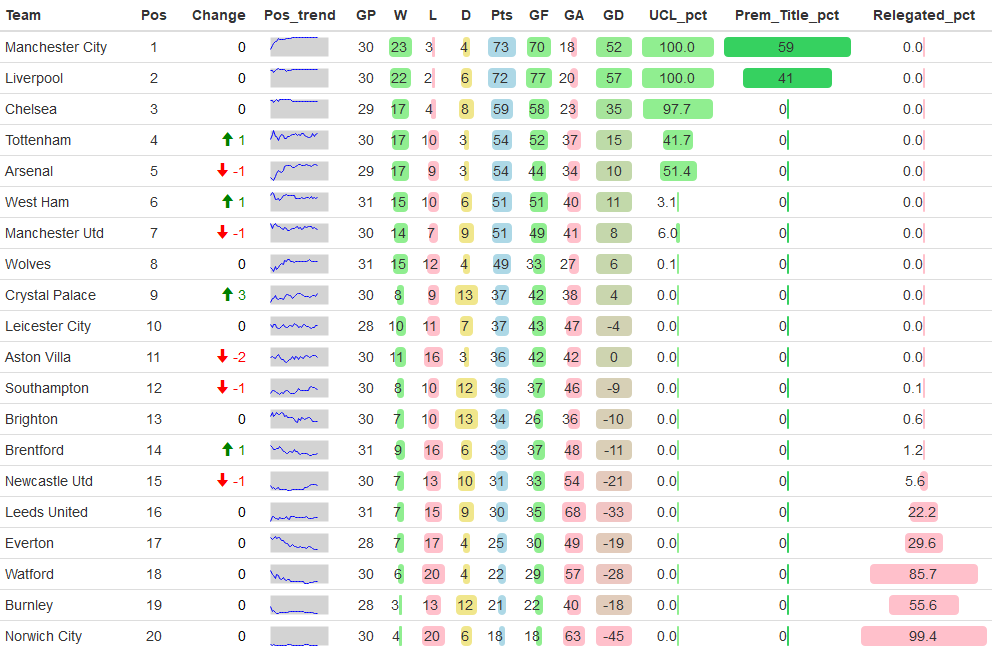 Team Pos Change Pos_trend GP W L D Pts GF GA GD UCL_pct Prem_Title_pct Relegated_pct
Manchester City 1 0 30 23 3 4 73 70 18 52 100.0 59 0.0
Liverpool 2 0 30 22 2 6 72 77 20 57 100.0 41 0.0
Chelsea 3 0 29 17 4 8 59 58 23 35 97.7 0 0.0
Tottenham 4 1 30 17 10 3 54 52 37 15 41.7 0 0.0
Arsenal 5 -1 29 17 9 3 54 44 34 10 51.4 0 0.0
West Ham 6 1 31 15 10 6 51 51 40 11 3.1 0 0.0
Manchester Utd 7 -1 30 14 7 9 51 49 41 8 6.0 0 0.0
Wolves 8 0 31 15 12 4 49 33 27 6 0.1 0 0.0
Crystal Palace 9 3 30 8 9 13 37 42 38 4 0.0 0 0.0
Leicester City 10 0 28 10 11 7 37 43 47 -4 0.0 0 0.0
Aston Villa 11 -2 30 11 16 3 36 42 42 0 0.0 0 0.0
Southampton 12 -1 30 8 10 12 36 37 46 -9 0.0 0 0.1
Brighton 13 0 30 7 10 13 34 26 36 -10 0.0 0 0.6
Brentford 14 1 31 9 16 6 33 37 48 -11 0.0 0 1.2
Newcastle Utd 15 -1 30 7 13 10 31 33 54 -21 0.0 0 5.6
Leeds United 16 0 31 7 15 9 30 35 68 -33 0.0 0 22.2
Everton 17 0 28 7 17 4 25 30 49 -19 0.0 0 29.6
Watford 18 0 30 6 20 4 22 29 57 -28 0.0 0 85.7
Burnley 19 0 28 3 13 12 21 22 40 -18 0.0 0 55.6
Norwich City 20 0 30 4 20 6 18 18 63 -45 0.0 0 99.4